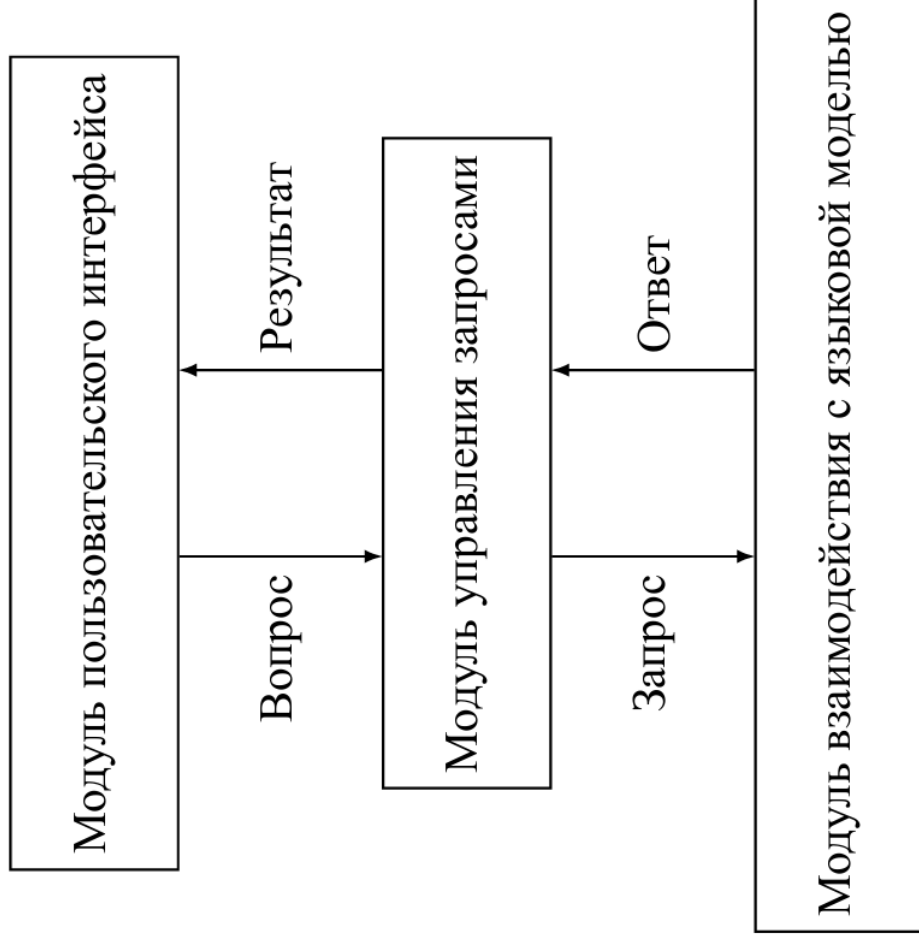 Модуль пользовательского интерфейса
Вопрос
Результат
Модуль управления запросами
Запрос
Ответ
Модуль взаимодействия с языковой моделью